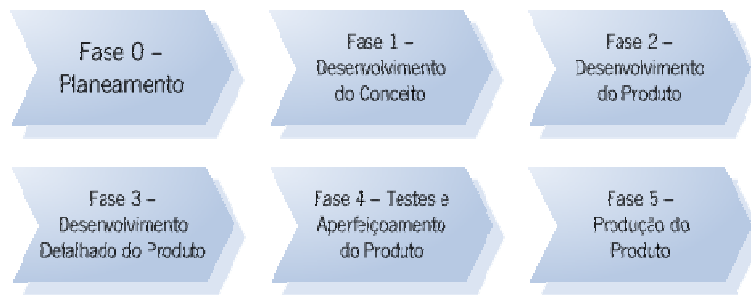 Fase 0 –
Planeamento
Fase 1 –
Desenvolvimento
do Conceito
Fase 2 –
Desenvolvimento
do Produto
Fase 3 –
Desenvolvimento
Detalhado do Produto
Fase 4 – Testes e
Aperfeiçoamento
do Produto
Fase 5 –
Produção do
Produto